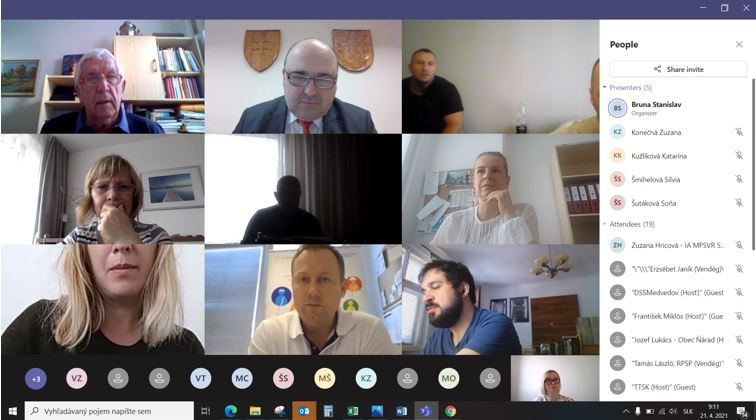 People
Share invite
Presenters (5)
BS Bruna Stanislav
Organizer
KZ Konečná Zuzana
KK Kužlíková Katarína
ŠS Šmihelová Silvia
ŠS Šutáková Soňa
Attendees (19)
ZH Zuzana Hricová - IA MPSVR S...
"\"\\\"Erzsébet Janík (Vendég)\
"DSSMedvedov (Host)" (Guest
"František Miklós (Host)" (Gue
"Jozef Lukács - Obec Ňárad (H
"Tamás László, RPSP (Vendég)
"TTSK (Host)" (Guest)
+3 VZ VT MC ŠS MŠ KZ MO
Vyhľadávaný pojem napíšte sem
SLK
9:11
21. 4. 2021